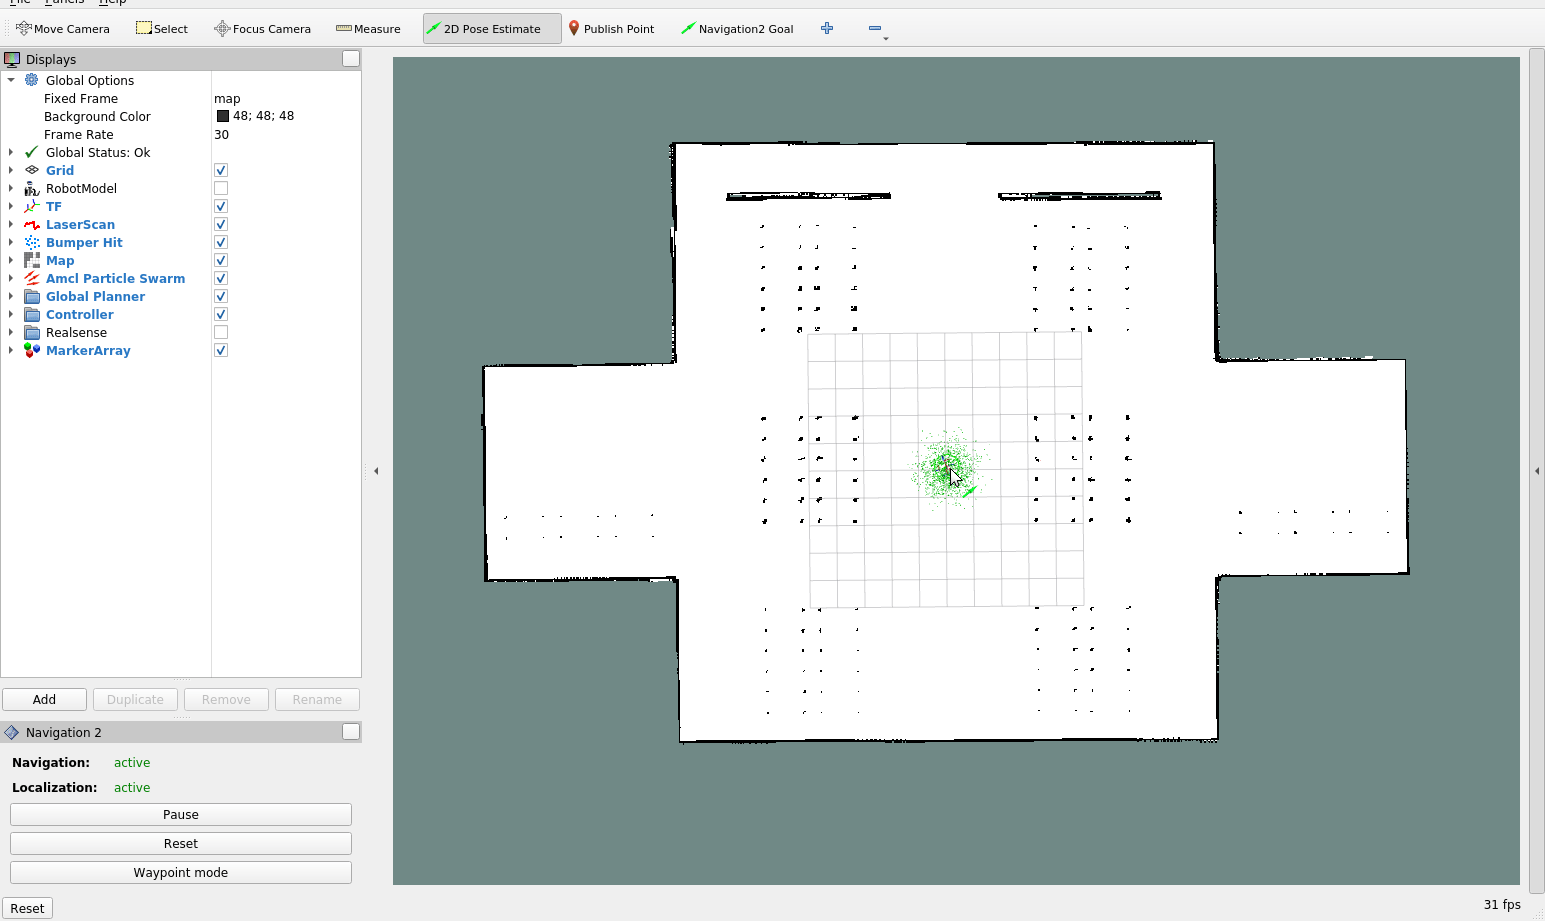 File Panels Help
Move Camera Select Focus Camera Measure 2D Pose Estimate Publish Point Navigation2 Goal
Displays
Global Options
Fixed Frame map
Background Color 48; 48; 48
Frame Rate 30
Global Status: Ok
Grid
RobotModel
TF
LaserScan
Bumper Hit
Map
Amcl Particle Swarm
Global Planner
Controller
Realsense
MarkerArray
Add Duplicate Remove Rename
Navigation 2
Navigation: active
Localization: active
Pause
Reset
Waypoint mode
Reset 31 fps